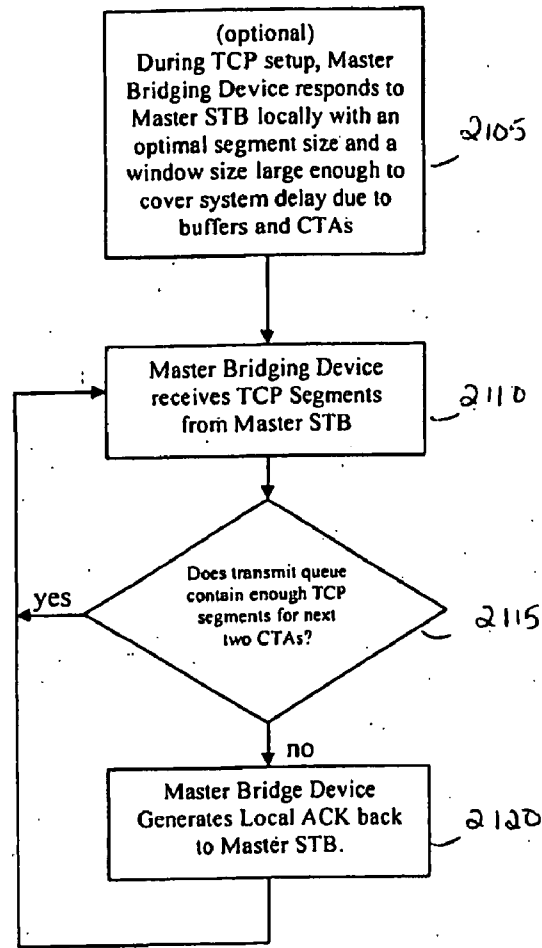 (optional)
During TCP setup, Master
Bridging Device responds to
Master STB locally with an
optimal segment size and a
window size large enough to
cover system delay due to
buffers and CTAs
2105
Master Bridging Device
receives TCP Segments
from Master STB
2110
Does transmit queue
contain enough TCP
segments for next
two CTAs?
yes
2115
no
Master Bridge Device
Generates Local ACK back
to Master STB.
2120